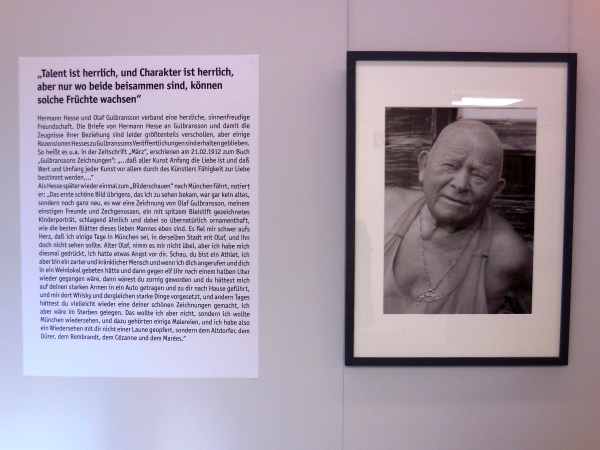 „Talent ist herrlich, und Charakter ist herrlich,
aber nur wo beide beisammen sind, können
solche Früchte wachsen“
Hermann Hesse und Olaf Gulbransson verband eine herzliche, sinnenfreudige
Freundschaft. Die Briefe von Hermann Hesse an Gulbransson und damit die
Zeugnisse ihrer Beziehung sind leider größtenteils verschollen, aber einige
Rezensionen Hesses zu Gulbranssons Veröffentlichungen sind erhalten geblieben.
So heißt es u.a. in der Zeitschrift „März“, erschienen am 21.02.1912 zum Buch
„Gulbranssons Zeichnungen“: „...daß aller Kunst Anfang die Liebe ist und daß
Wert und Umfang jeder Kunst vor allem durch des Künstlers Fähigkeit zur Liebe
bestimmt werden,...“
Als Hesse später wieder einmal zum „Bilderschauen“ nach München fährt, notiert
er: „Das erste schöne Bild übrigens, das ich zu sehen bekam, war gar kein altes,
sondern noch ganz neu, es war eine Zeichnung von Olaf Gulbransson, meinem
einstigen Freunde und Zechgenossen, ein mit spitzem Bleistift gezeichnetes
Kinderporträt, schlagend ähnlich und dabei so übernatürlich ornamenthaft,
wie die besten Blätter dieses lieben Mannes eben sind. Es fiel mir schwer aufs
Herz, daß ich einige Tage in München sei, in derselben Stadt mit Olaf, und ihn
doch nicht sehen sollte. Alter Olaf, nimm es mir nicht übel, aber ich habe mich
diesmal gedrückt, ich hatte etwas Angst vor dir. Schau, du bist ein Athlet, ich
aber bin ein zarter und kränklicher Mensch und wenn ich dich angerufen und dich
in ein Weinlokal gebeten hätte und dann gegen elf Uhr nach einem halben Liter
wieder gegangen wäre, dann wärest du zornig geworden und du hättest mich
auf deinen starken Armen in ein Auto getragen und zu dir nach Hause geführt,
und mir dort Whisky und dergleichen starke Dinge vorgesetzt, und andern Tages
hättest du vielleicht wieder eine deiner schönen Zeichnungen gemacht, ich
aber wäre im Sterben gelegen. Das wollte ich aber nicht, sondern ich wollte
München wiedersehen, und dazu gehörten einige Malereien, und ich habe also
ein Wiedersehen mit dir nicht einer Laune geopfert, sondern dem Altdorfer, dem
Dürer, dem Rembrandt, dem Cézanne und dem Marées.“